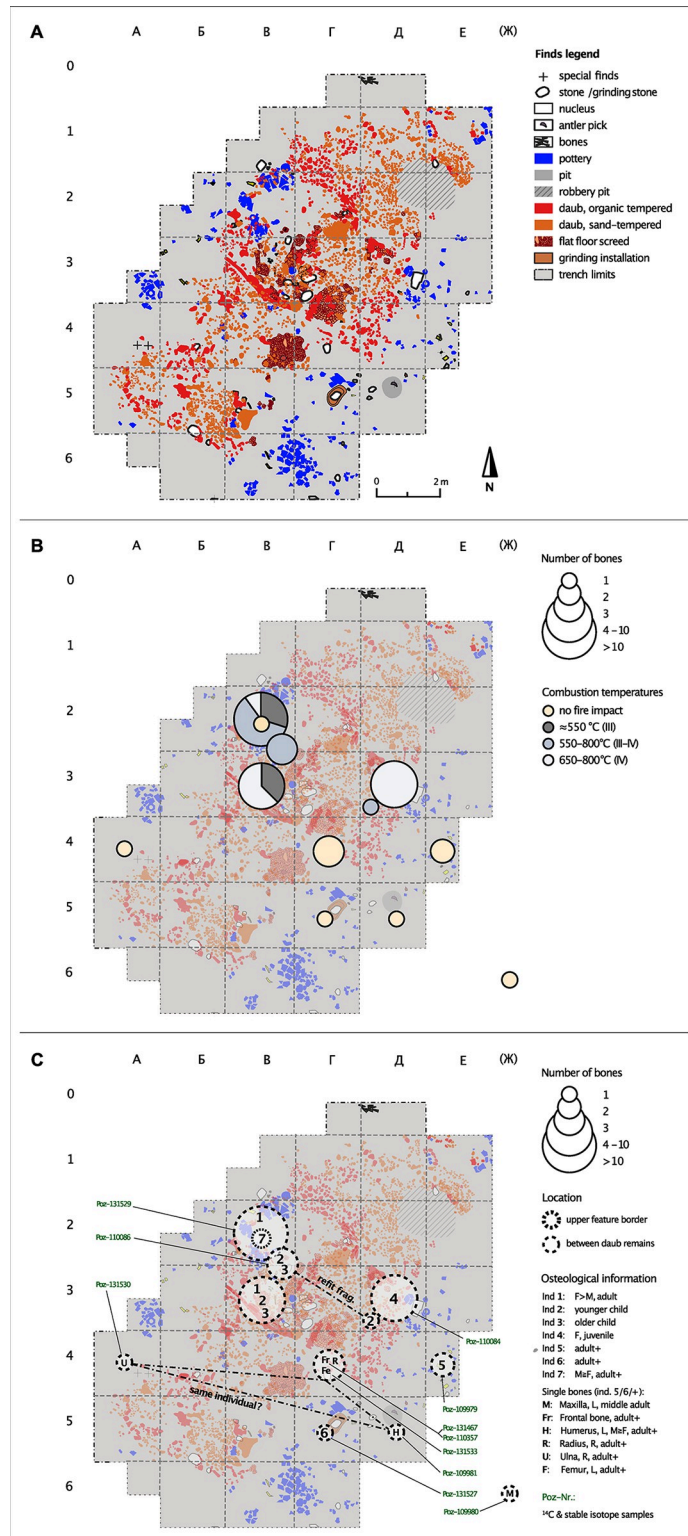 A
А Б В Г Д Е (Ж)
0
1
2
3
4
5
6
Finds legend
special finds
stone /grinding stone
nucleus
antler pick
bones
pottery
pit
robbery pit
daub, organic tempered
daub, sand-tempered
flat floor screed
grinding installation
trench limits
0 2 m
N
B
А Б В Г Д Е (Ж)
0
1
2
3
4
5
6
Number of bones
1
2
3
4–10
>10
Combustion temperatures
no fire impact
≈550 °C (III)
550–800°C (III–IV)
650–800°C (IV)
C
А Б В Г Д Е (Ж)
0
1
2
3
4
5
6
Poz-131529
Poz-110086
Poz-131530
1
7
2
3
1
2
3
refit frag.
2
4
U
Fr R
Fe
5
same individual?
6
H
M
Poz-110084
Poz-109979
Poz-131467
Poz-110357
Poz-131533
Poz-109981
Poz-131527
Poz-109980
Number of bones
1
2
3
4–10
>10
Location
upper feature border
between daub remains
Osteological information
Ind 1: F>M, adult
Ind 2: younger child
Ind 3: older child
Ind 4: F, juvenile
Ind 5: adult+
Ind 6: adult+
Ind 7: M≥F, adult+
Single bones (ind. 5/6/+):
M: Maxilla, L, middle adult
Fr: Frontal bone, adult+
H: Humerus, L, M≥F, adult+
R: Radius, R, adult+
U: Ulna, R, adult+
F: Femur, L, adult+
Poz-Nr.:
¹⁴C & stable isotope samples